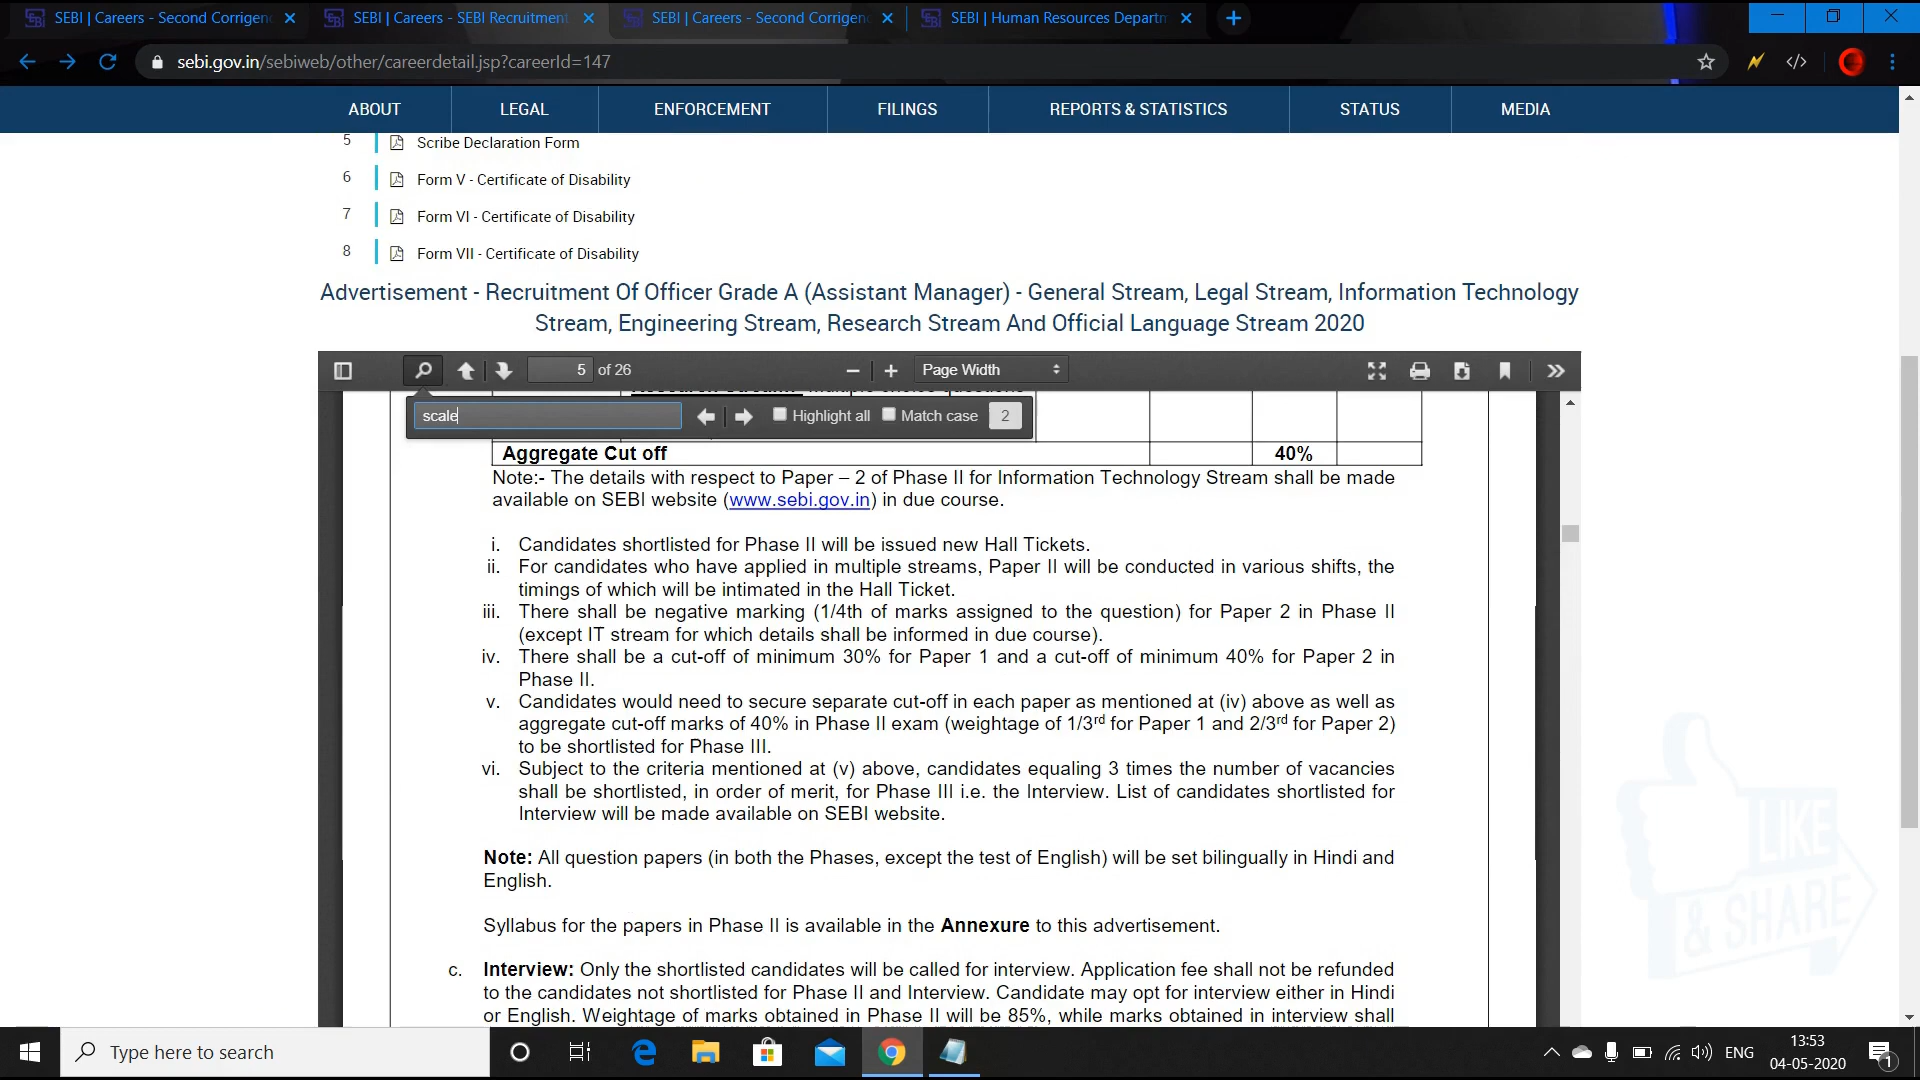 SEBI | Careers - Second Corrigen
SEBI | Careers - SEBI Recruitment
SEBI | Careers - Second Corrigen
SEBI | Human Resources Departm
sebi.gov.in/sebiweb/other/careerdetail.jsp?careerId=147
ABOUT
LEGAL
ENFORCEMENT
FILINGS
REPORTS & STATISTICS
STATUS
MEDIA
5 Scribe Declaration Form
6 Form V - Certificate of Disability
7 Form VI - Certificate of Disability
8 Form VII - Certificate of Disability
Advertisement - Recruitment Of Officer Grade A (Assistant Manager) - General Stream, Legal Stream, Information Technology
Stream, Engineering Stream, Research Stream And Official Language Stream 2020
5 of 26
Page Width
scale
Highlight all
Match case
2
Aggregate Cut off 40%
Note:- The details with respect to Paper – 2 of Phase II for Information Technology Stream shall be made
available on SEBI website (www.sebi.gov.in) in due course.
i. Candidates shortlisted for Phase II will be issued new Hall Tickets.
ii. For candidates who have applied in multiple streams, Paper II will be conducted in various shifts, the
timings of which will be intimated in the Hall Ticket.
iii. There shall be negative marking (1/4th of marks assigned to the question) for Paper 2 in Phase II
(except IT stream for which details shall be informed in due course).
iv. There shall be a cut-off of minimum 30% for Paper 1 and a cut-off of minimum 40% for Paper 2 in
Phase II.
v. Candidates would need to secure separate cut-off in each paper as mentioned at (iv) above as well as
aggregate cut-off marks of 40% in Phase II exam (weightage of 1/3rd for Paper 1 and 2/3rd for Paper 2)
to be shortlisted for Phase III.
vi. Subject to the criteria mentioned at (v) above, candidates equaling 3 times the number of vacancies
shall be shortlisted, in order of merit, for Phase III i.e. the Interview. List of candidates shortlisted for
Interview will be made available on SEBI website.
Note: All question papers (in both the Phases, except the test of English) will be set bilingually in Hindi and
English.
Syllabus for the papers in Phase II is available in the Annexure to this advertisement.
c. Interview: Only the shortlisted candidates will be called for interview. Application fee shall not be refunded
to the candidates not shortlisted for Phase II and Interview. Candidate may opt for interview either in Hindi
or English. Weightage of marks obtained in Phase II will be 85%, while marks obtained in interview shall
LIKE
& SHARE
Type here to search
ENG
13:53
04-05-2020
1